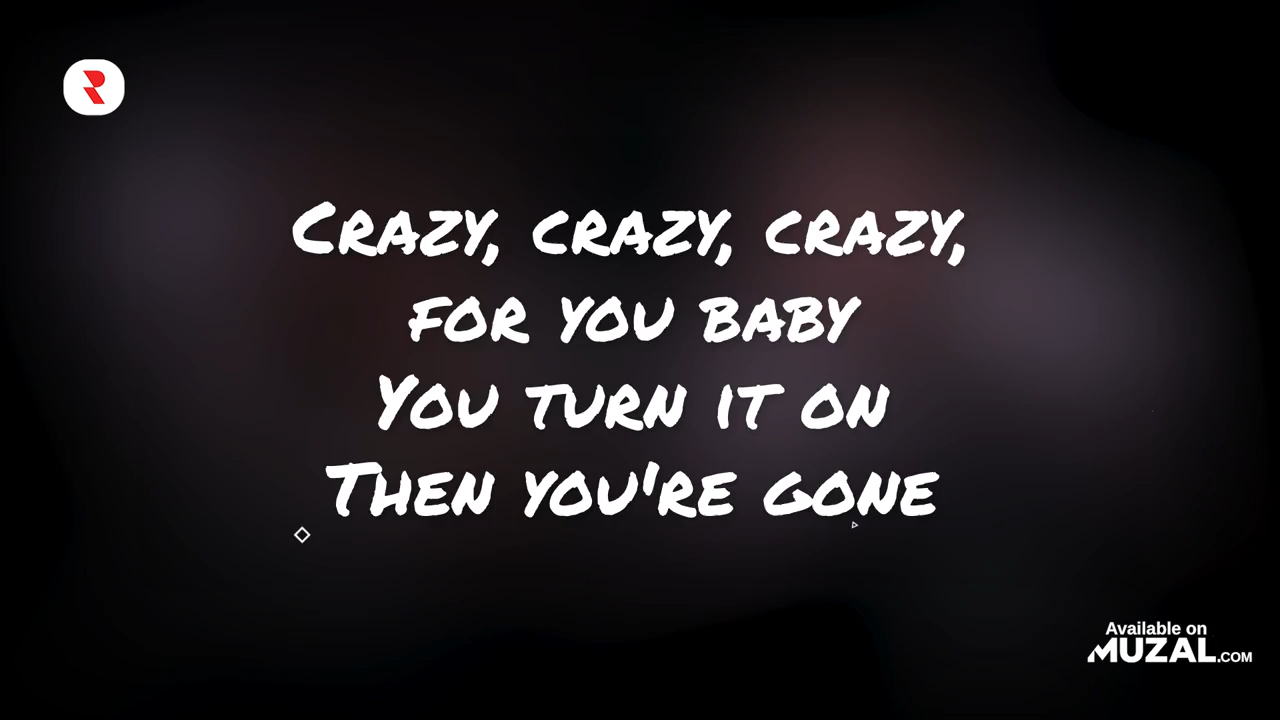 Crazy, crazy, crazy,
for you baby
You turn it on
Then you're gone
Available on
MUZAL.COM